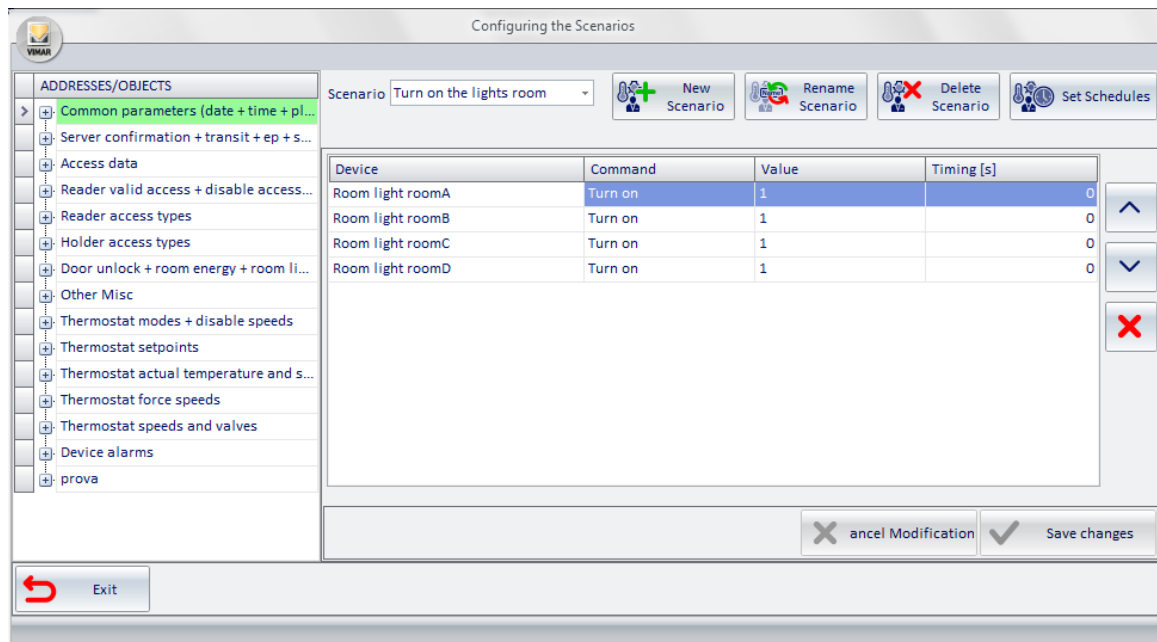 Configuring the Scenarios
VIMAR
ADDRESSES/OBJECTS
Common parameters (date + time + pl...
Server confirmation + transit + ep + s...
Access data
Reader valid access + disable access...
Reader access types
Holder access types
Door unlock + room energy + room li...
Other Misc
Thermostat modes + disable speeds
Thermostat setpoints
Thermostat actual temperature and s...
Thermostat force speeds
Thermostat speeds and valves
Device alarms
prova
Scenario Turn on the lights room
New
Scenario
Name
Rename
Scenario
Delete
Scenario
Set Schedules
Device Command Value Timing [s]
Room light roomA Turn on 1 0
Room light roomB Turn on 1 0
Room light roomC Turn on 1 0
Room light roomD Turn on 1 0
ancel Modification Save changes
Exit